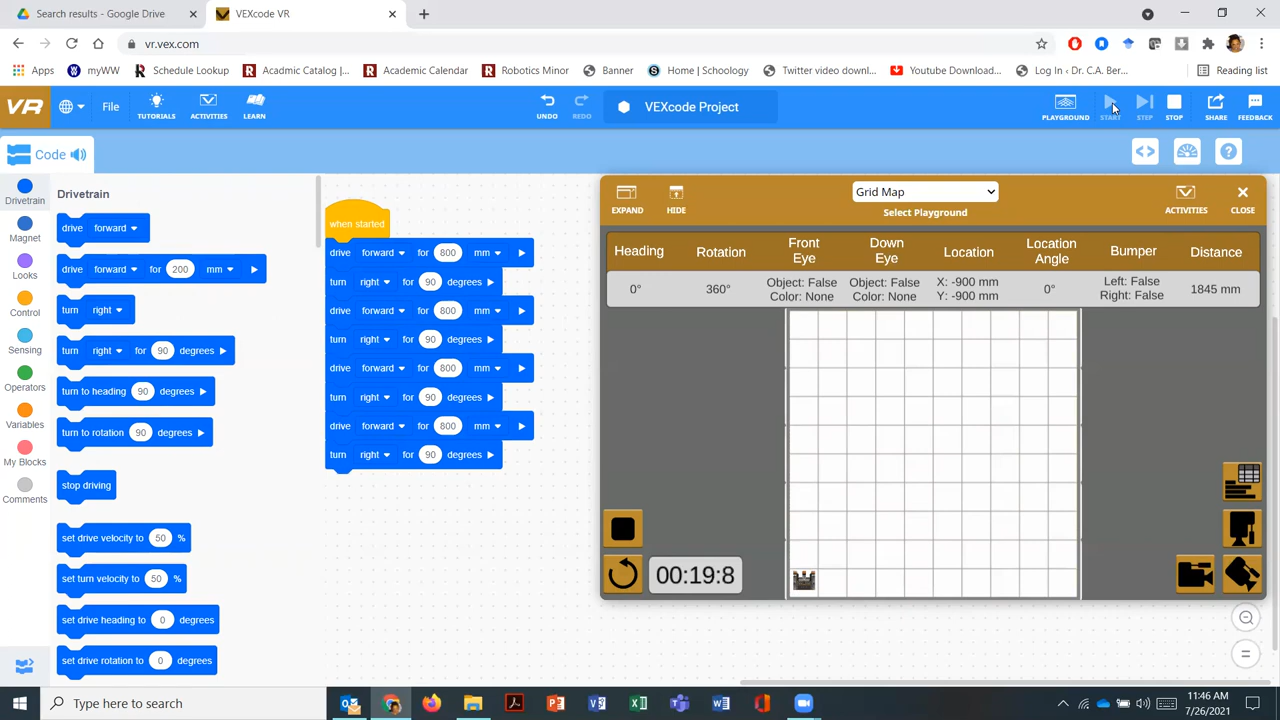 Search results - Google Drive
VEXcode VR
vr.vex.com
Apps
myWW
Schedule Lookup
Acadmic Catalog |...
Academic Calendar
Robotics Minor
Banner
Home | Schoology
Twitter video downl...
Youtube Download...
Log In ‹ Dr. C.A. Ber...
Reading list
VR
File
TUTORIALS
ACTIVITIES
LEARN
UNDO
REDO
VEXcode Project
PLAYGROUND
START
STEP
STOP
SHARE
FEEDBACK
Code
Drivetrain
Magnet
Looks
Control
Sensing
Operators
Variables
My Blocks
Comments
Drivetrain
drive forward
drive forward for 200 mm
turn right
turn right for 90 degrees
turn to heading 90 degrees
turn to rotation 90 degrees
stop driving
set drive velocity to 50 %
set turn velocity to 50 %
set drive heading to 0 degrees
set drive rotation to 0 degrees
when started
drive forward for 800 mm
turn right for 90 degrees
drive forward for 800 mm
turn right for 90 degrees
drive forward for 800 mm
turn right for 90 degrees
drive forward for 800 mm
turn right for 90 degrees
EXPAND
HIDE
Grid Map
Select Playground
ACTIVITIES
CLOSE
Heading Rotation Front Eye Down Eye Location Location Angle Bumper Distance
0° 360° Object: False Object: False X: -900 mm 0° Left: False 1845 mm
Color: None Color: None Y: -900 mm Right: False
00:19:8
Type here to search
11:46 AM
7/26/2021